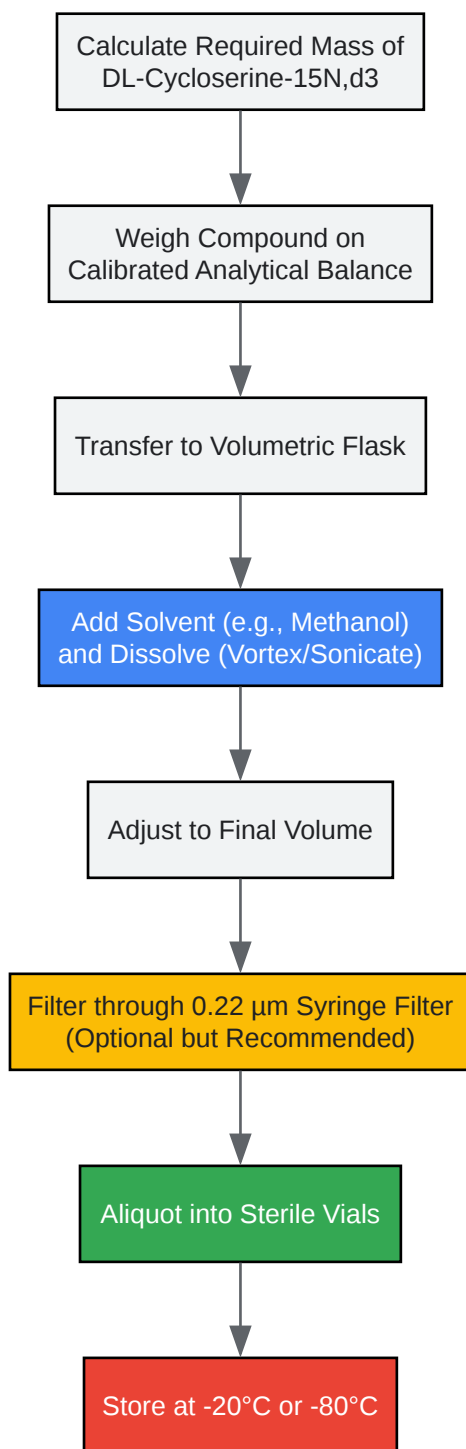 Calculate Required Mass of
DL-Cycloserine-15N,d3
Weigh Compound on
Calibrated Analytical Balance
Transfer to Volumetric Flask
Add Solvent (e.g., Methanol)
and Dissolve (Vortex/Sonicate)
Adjust to Final Volume
Filter through 0.22 µm Syringe Filter
(Optional but Recommended)
Aliquot into Sterile Vials
Store at -20°C or -80°C